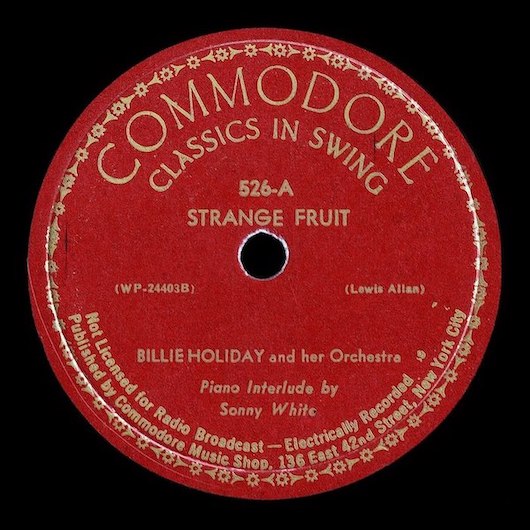 COMMODORE
CLASSICS IN SWING
526-A
STRANGE FRUIT
(WP-24403B)
(Lewis Allan)
BILLIE HOLIDAY and her Orchestra
Piano Interlude by
Sonny White
Not Licensed for Radio Broadcast — Electrically Recorded
Published by Commodore Music Shop, 136 East 42nd Street, New York City